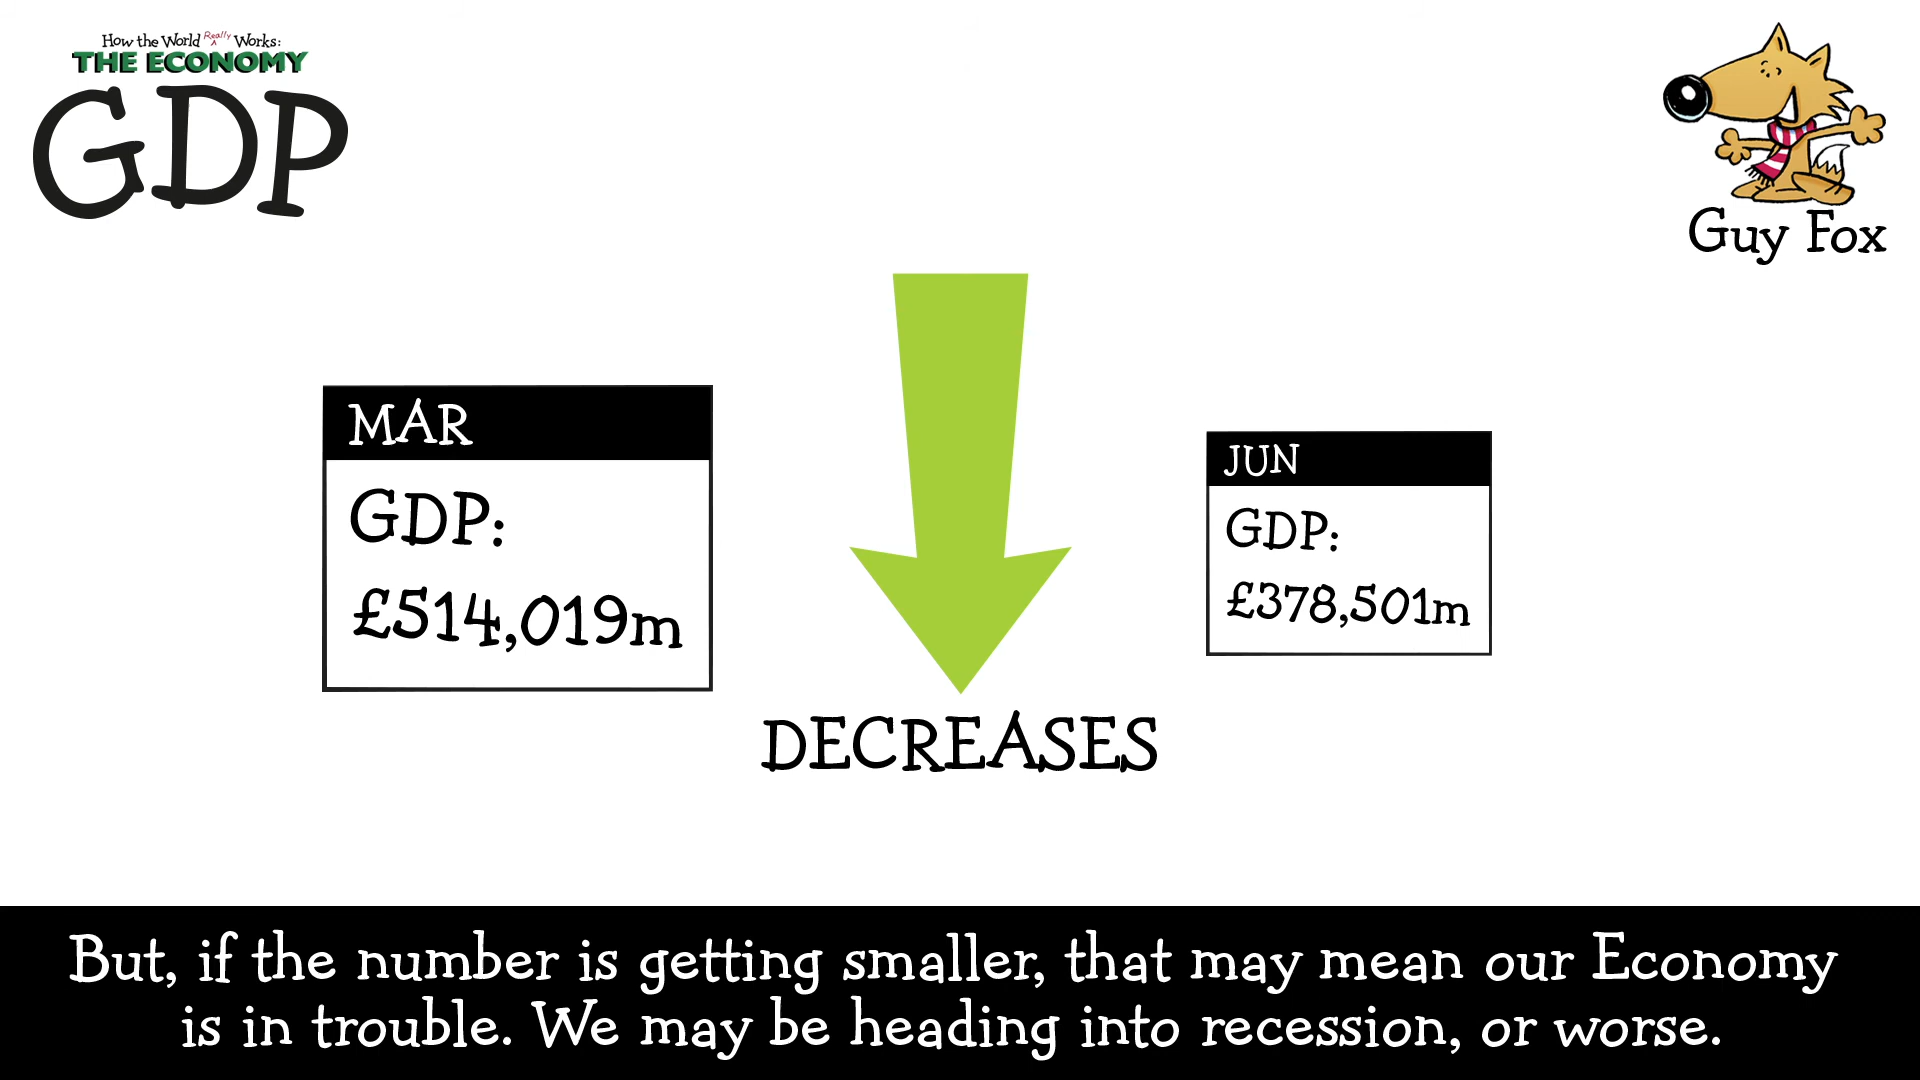 How the World Really Works:
THE ECONOMY
GDP
Guy Fox
MAR
GDP:
£514,019m
JUN
GDP:
£378,501m
DECREASES
But, if the number is getting smaller, that may mean our Economy
is in trouble. We may be heading into recession, or worse.